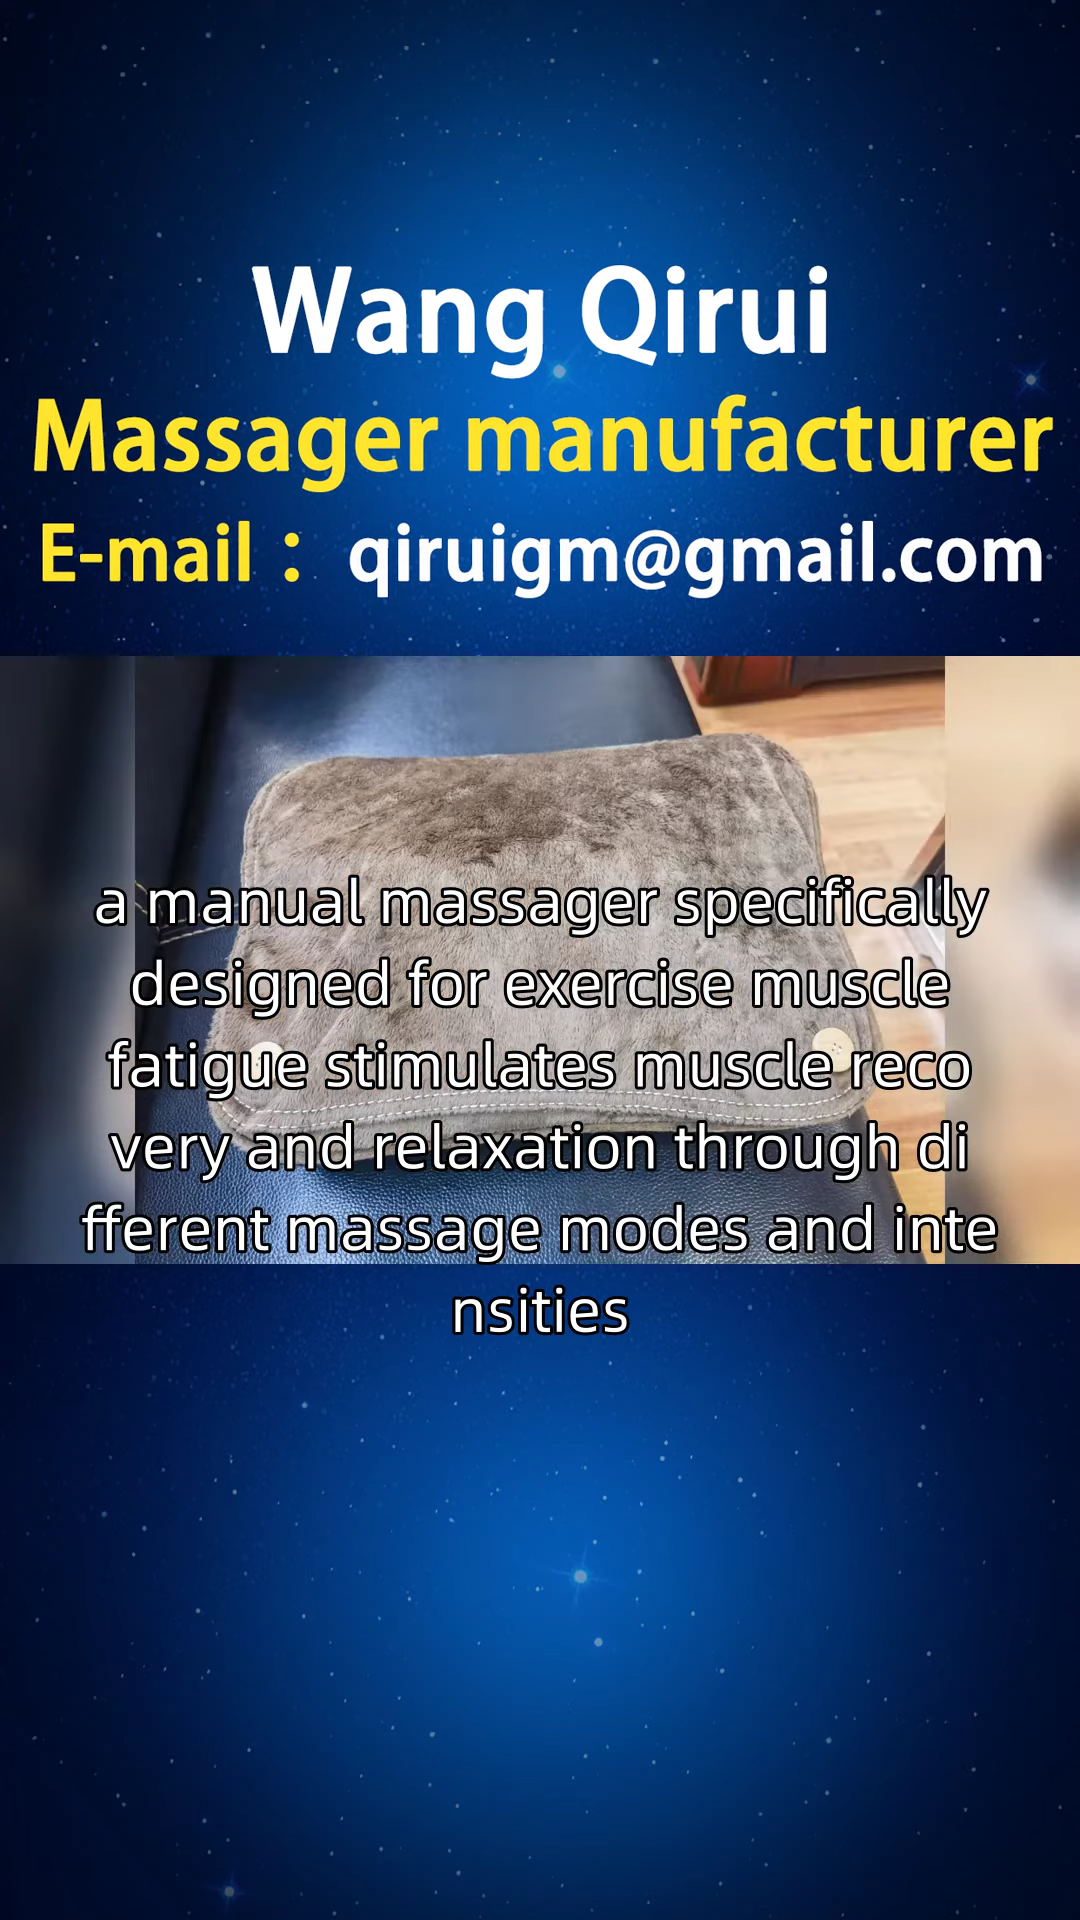 Wang Qirui
Massager manufacturer
E-mail： qiruigm@gmail.com
a manual massager specifically
designed for exercise muscle
fatigue stimulates muscle reco
very and relaxation through di
fferent massage modes and inte
nsities